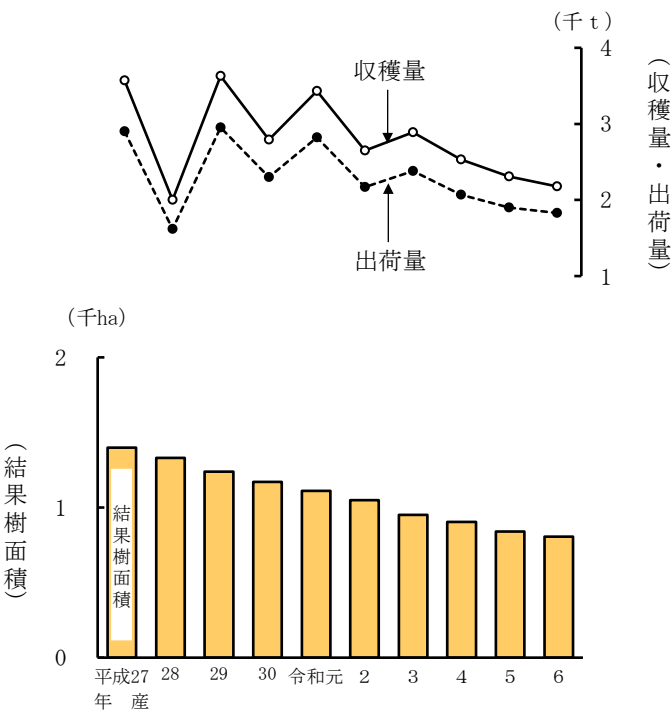 （千ｔ）
4
3
2
1
（収穫量・出荷量）
収穫量
出荷量
（千ha）
2
1
0
（結果樹面積）
結果樹面積
平成27 28 29 30 令和元 2 3 4 5 6
年 産